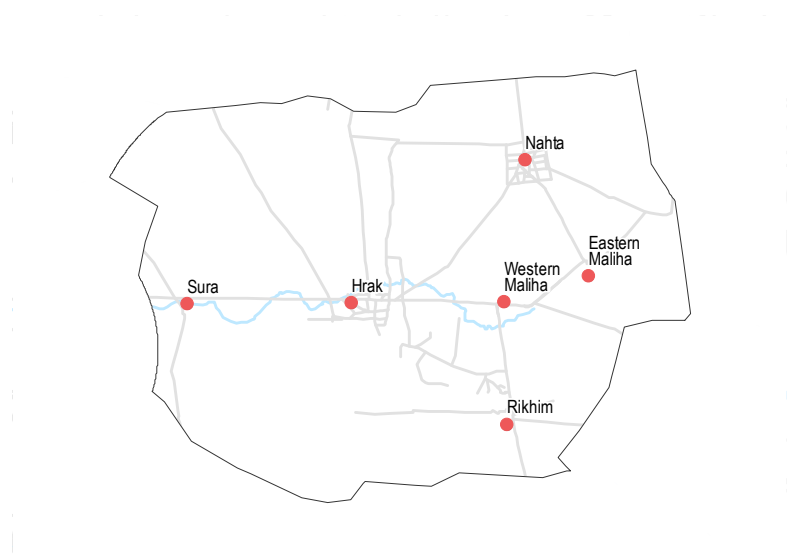 Nahta
Eastern
Maliha
Western
Maliha
Sura
Hrak
Rikhim